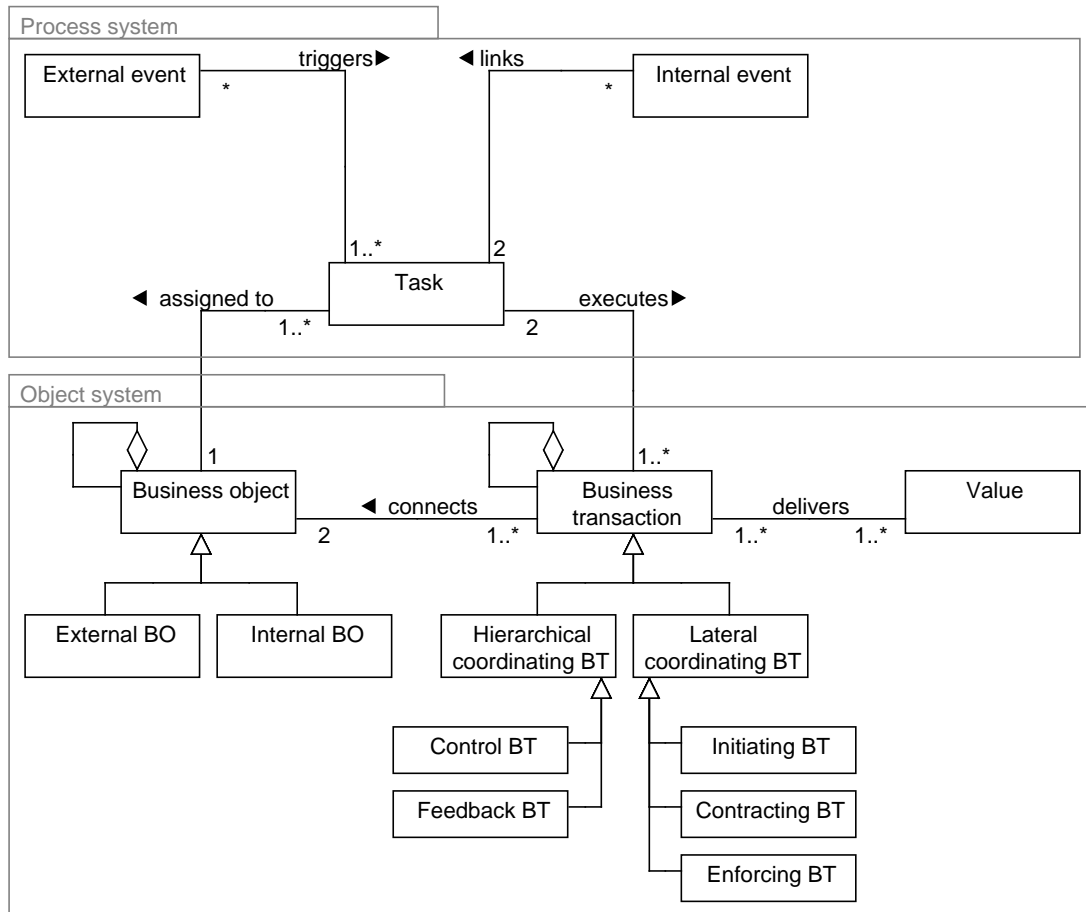 Process system
triggers▶
◀ links
External event
Internal event
*
*
1..*
2
Task
◀ assigned to
executes▶
1..*
2
Object system
1
1..*
Business object
Business
transaction
Value
◀ connects
delivers
2
1..*
1..*
1..*
External BO
Internal BO
Hierarchical
coordinating BT
Lateral
coordinating BT
Control BT
Initiating BT
Feedback BT
Contracting BT
Enforcing BT